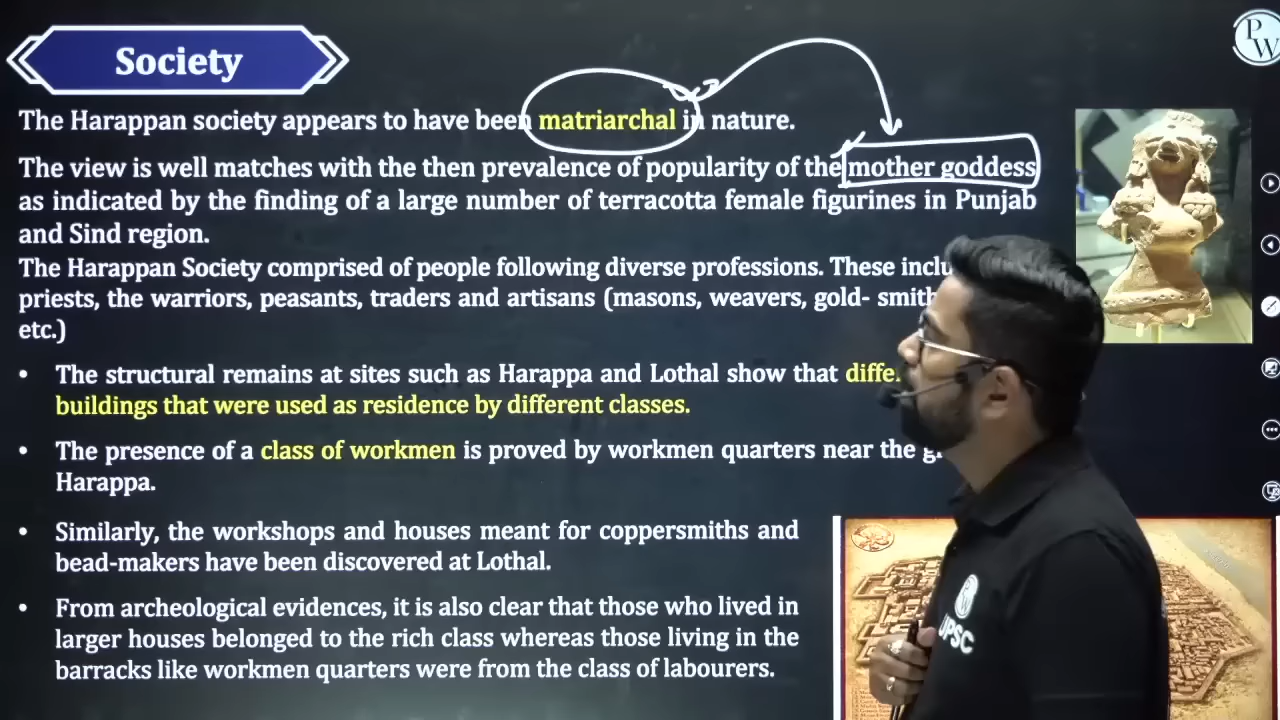 Society
PW
The Harappan society appears to have been matriarchal in nature.
The view is well matches with the then prevalence of popularity of the mother goddess
as indicated by the finding of a large number of terracotta female figurines in Punjab
and Sind region.
The Harappan Society comprised of people following diverse professions. These
priests, the warriors, peasants, traders and artisans (masons, weavers, gold-
etc.)
• The structural remains at sites such as Harappa and Lothal show that
buildings that were used as residence by different classes.
• The presence of a class of workmen is proved by workmen quarters near the
Harappa.
• Similarly, the workshops and houses meant for coppersmiths and
bead-makers have been discovered at Lothal.
• From archeological evidences, it is also clear that those who lived in
larger houses belonged to the rich class whereas those living in the
barracks like workmen quarters were from the class of labourers.
UPSC